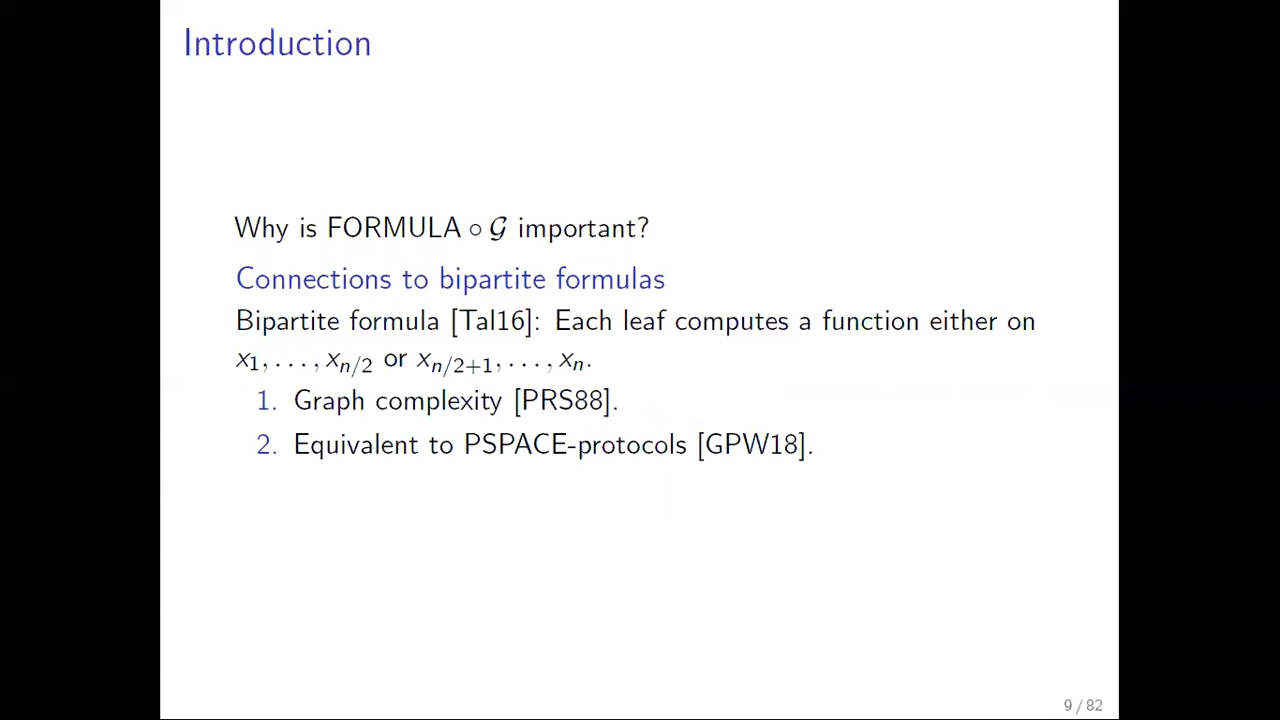 Introduction
Why is FORMULA ∘ 𝒢 important?
Connections to bipartite formulas
Bipartite formula [Tal16]: Each leaf computes a function either on
x₁, . . . , xₙ/₂ or xₙ/₂₊₁, . . . , xₙ.
1. Graph complexity [PRS88].
2. Equivalent to PSPACE-protocols [GPW18].
9 / 82